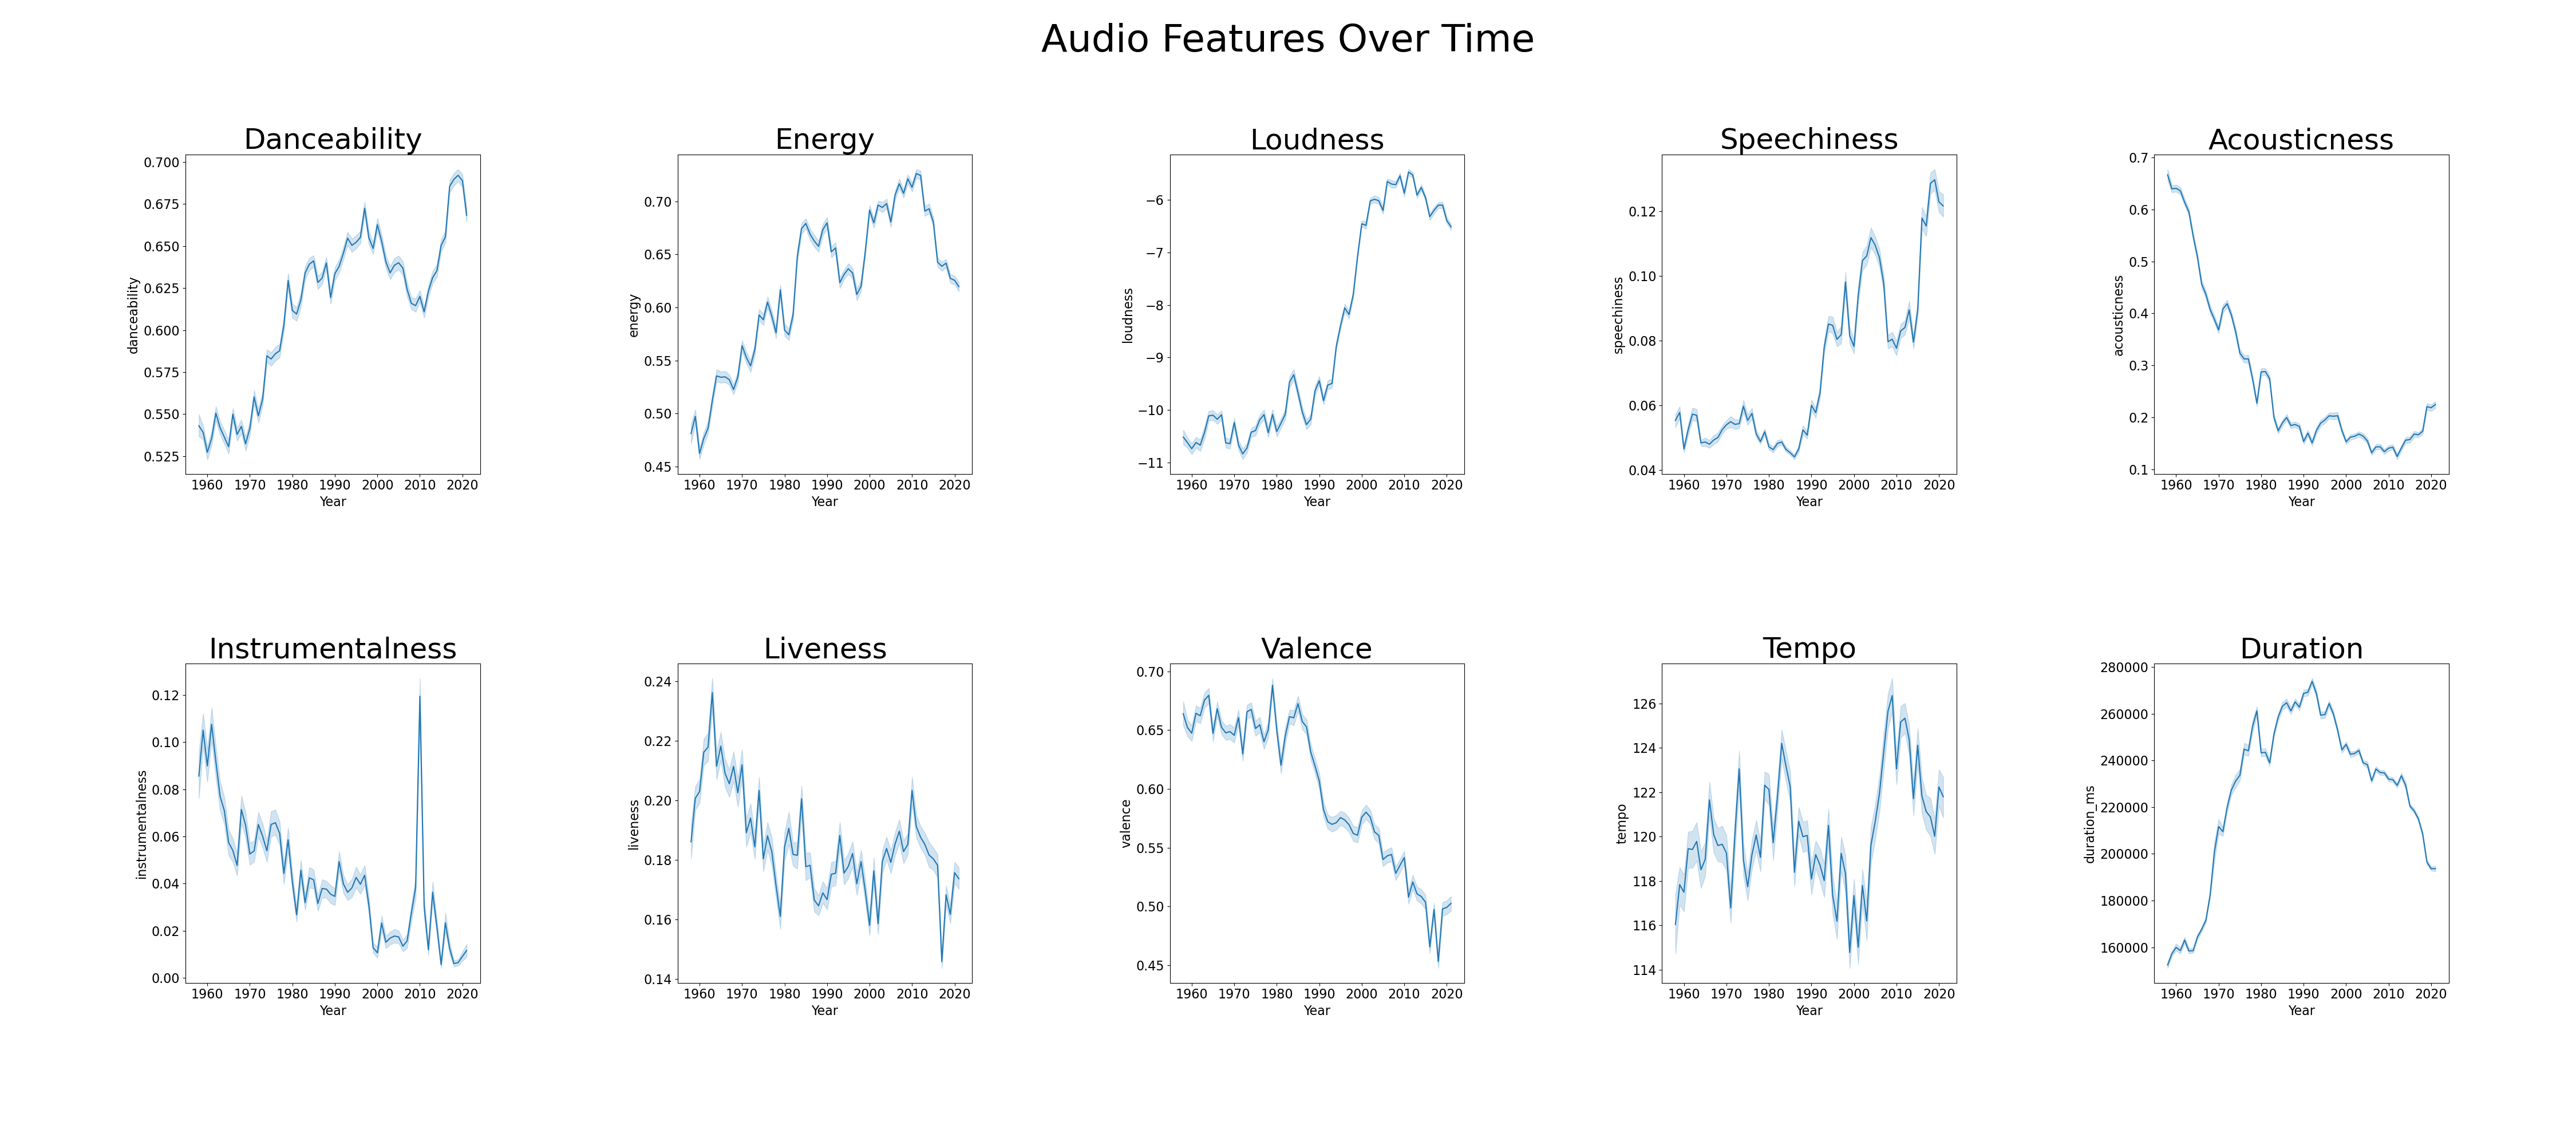 Audio Features Over Time
Danceability
0.700
0.675
0.650
0.625
0.600
0.575
0.550
0.525
danceability
1960 1970 1980 1990 2000 2010 2020
Year
Energy
0.70
0.65
0.60
0.55
0.50
0.45
energy
1960 1970 1980 1990 2000 2010 2020
Year
Loudness
−6
−7
−8
−9
−10
−11
loudness
1960 1970 1980 1990 2000 2010 2020
Year
Speechiness
0.12
0.10
0.08
0.06
0.04
speechiness
1960 1970 1980 1990 2000 2010 2020
Year
Acousticness
0.7
0.6
0.5
0.4
0.3
0.2
0.1
acousticness
1960 1970 1980 1990 2000 2010 2020
Year
Instrumentalness
0.12
0.10
0.08
0.06
0.04
0.02
0.00
instrumentalness
1960 1970 1980 1990 2000 2010 2020
Year
Liveness
0.24
0.22
0.20
0.18
0.16
0.14
liveness
1960 1970 1980 1990 2000 2010 2020
Year
Valence
0.70
0.65
0.60
0.55
0.50
0.45
valence
1960 1970 1980 1990 2000 2010 2020
Year
Tempo
126
124
122
120
118
116
114
tempo
1960 1970 1980 1990 2000 2010 2020
Year
Duration
280000
260000
240000
220000
200000
180000
160000
duration_ms
1960 1970 1980 1990 2000 2010 2020
Year